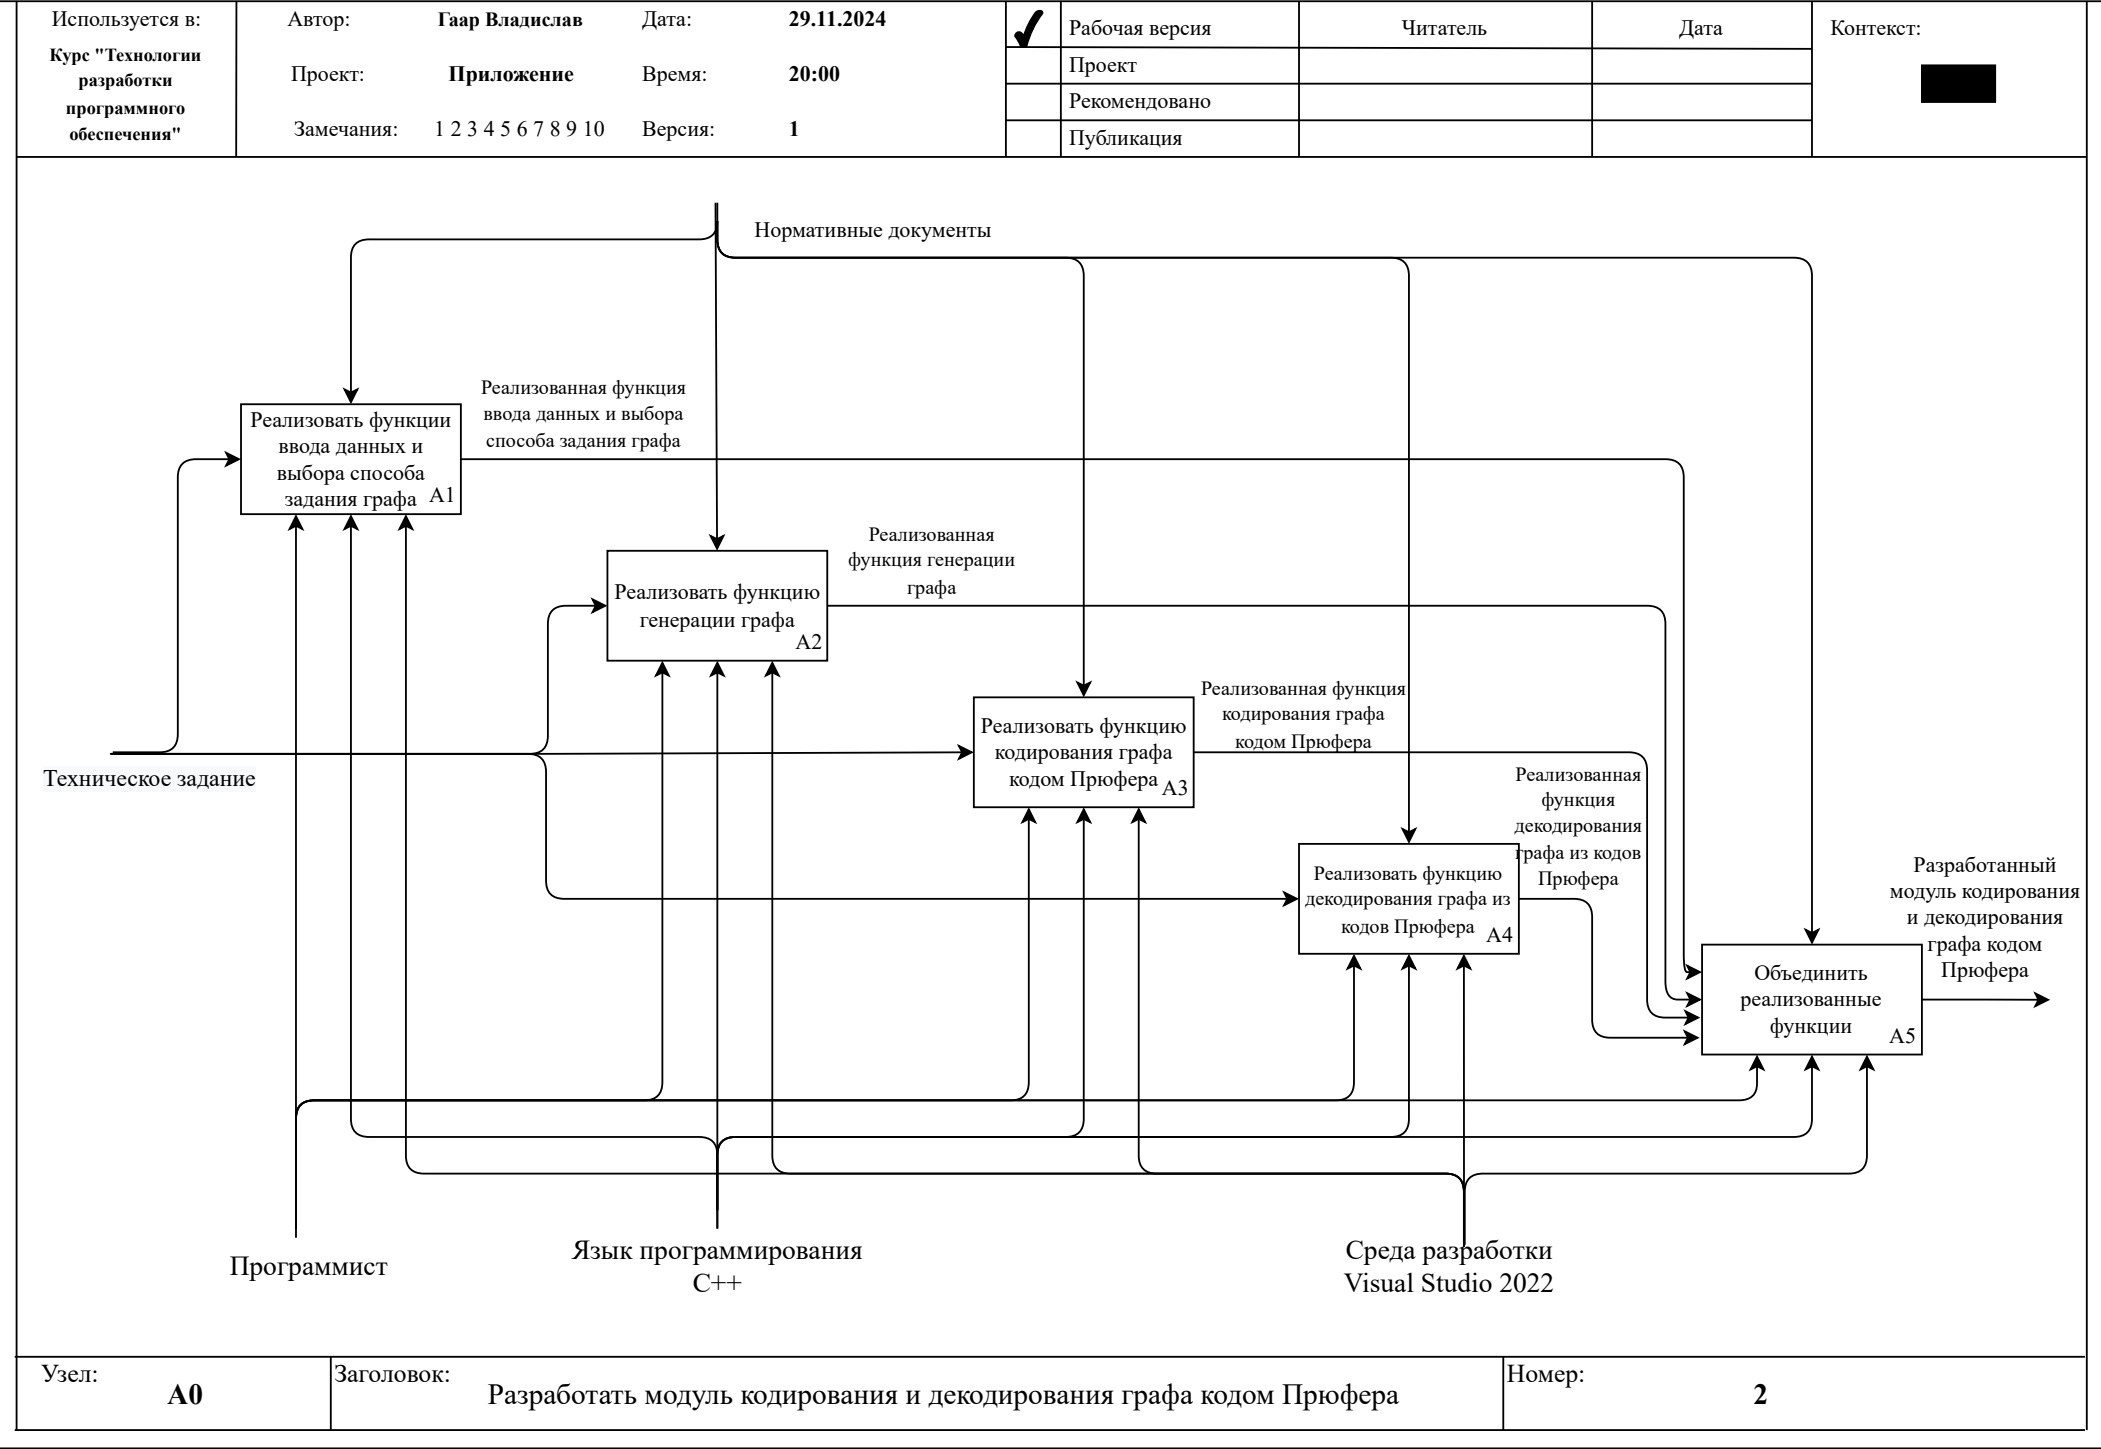 Используется в:
Курс "Технологии
разработки
программного
обеспечения"
Автор:
Гаар Владислав
Дата:
29.11.2024
Проект:
Приложение
Время:
20:00
Замечания:
1 2 3 4 5 6 7 8 9 10
Версия:
1
Рабочая версия
Читатель
Дата
Проект
Рекомендовано
Публикация
Контекст:
Нормативные документы
Реализовать функции
ввода данных и
выбора способа
задания графа
A1
Реализованная функция
ввода данных и выбора
способа задания графа
Реализовать функцию
генерации графа
A2
Реализованная
функция генерации
графа
Реализовать функцию
кодирования графа
кодом Прюфера
A3
Реализованная функция
кодирования графа
кодом Прюфера
Техническое задание
Реализовать функцию
декодирования графа из
кодов Прюфера
A4
Реализованная
функция
декодирования
графа из кодов
Прюфера
Объединить
реализованные
функции
A5
Разработанный
модуль кодирования
и декодирования
графа кодом
Прюфера
Программист
Язык программирования
C++
Среда разработки
Visual Studio 2022
Узел:
A0
Заголовок:
Разработать модуль кодирования и декодирования графа кодом Прюфера
Номер:
2